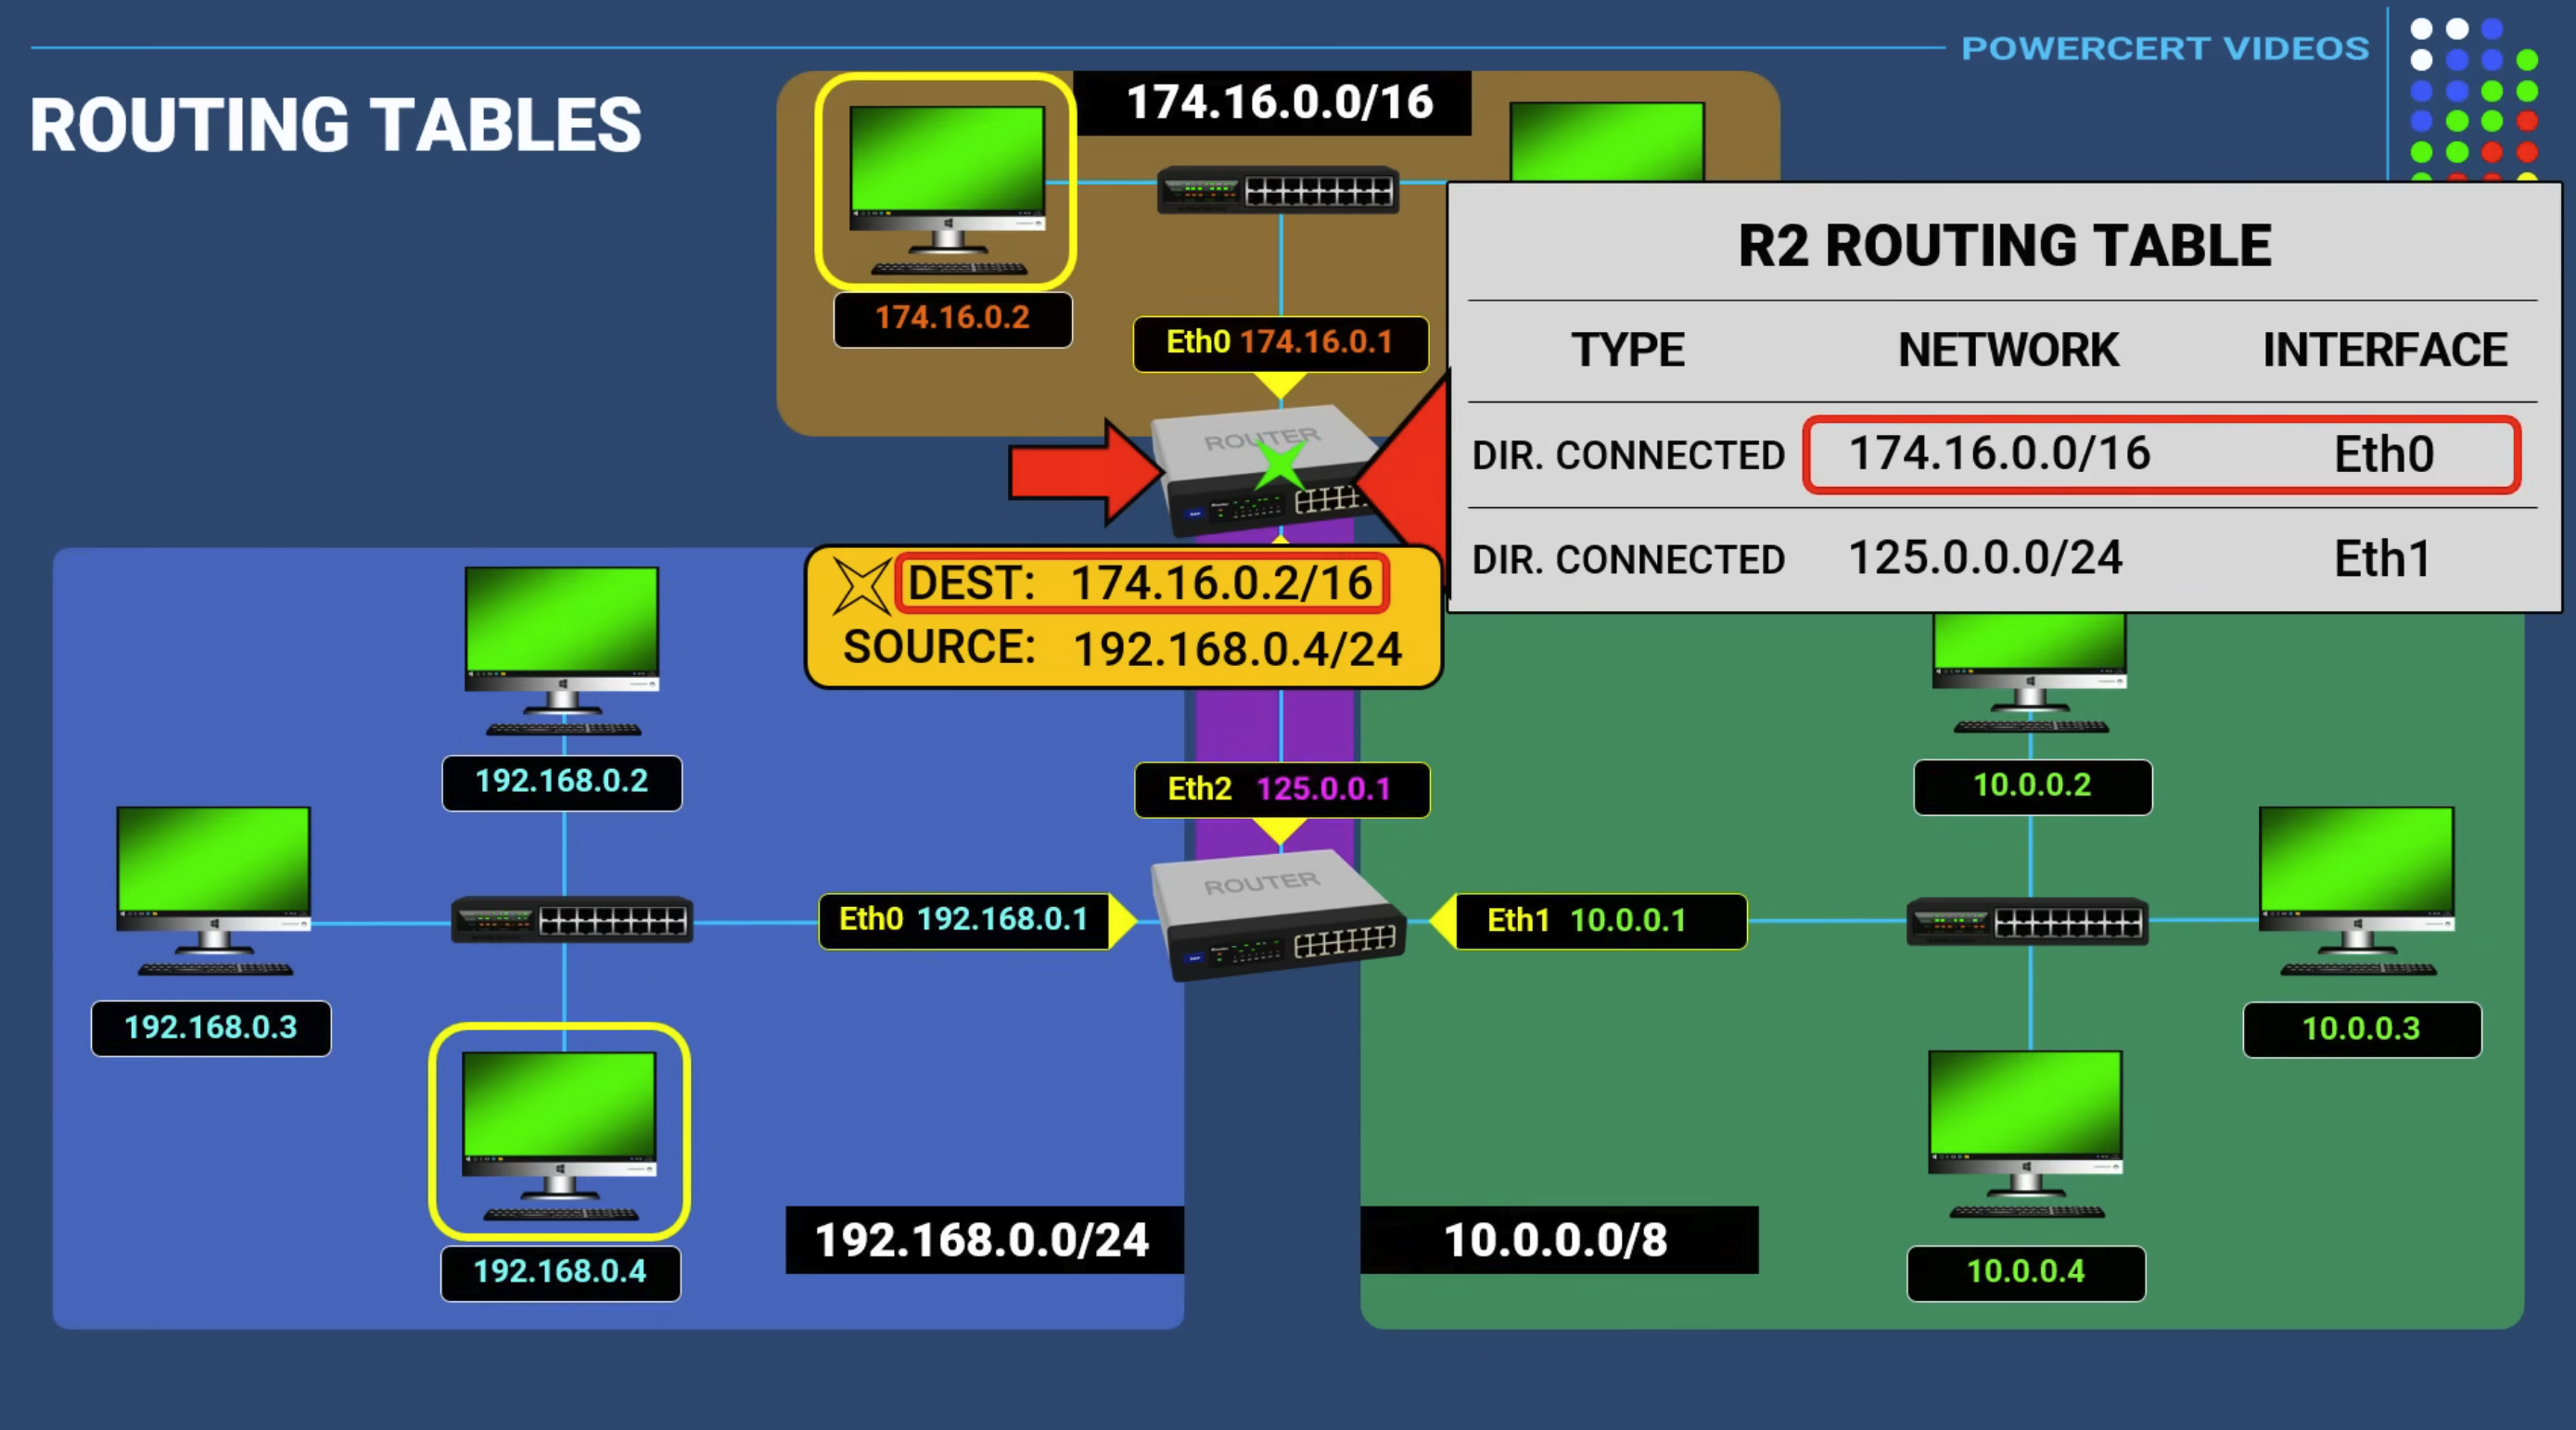 POWERCERT VIDEOS
ROUTING TABLES
174.16.0.0/16
174.16.0.2
Eth0 174.16.0.1
ROUTER
R2 ROUTING TABLE
TYPE NETWORK INTERFACE
DIR. CONNECTED 174.16.0.0/16 Eth0
DIR. CONNECTED 125.0.0.0/24 Eth1
DEST: 174.16.0.2/16
SOURCE: 192.168.0.4/24
192.168.0.2
Eth2 125.0.0.1
10.0.0.2
ROUTER
Eth0 192.168.0.1
Eth1 10.0.0.1
192.168.0.3
10.0.0.3
192.168.0.4
192.168.0.0/24
10.0.0.0/8
10.0.0.4